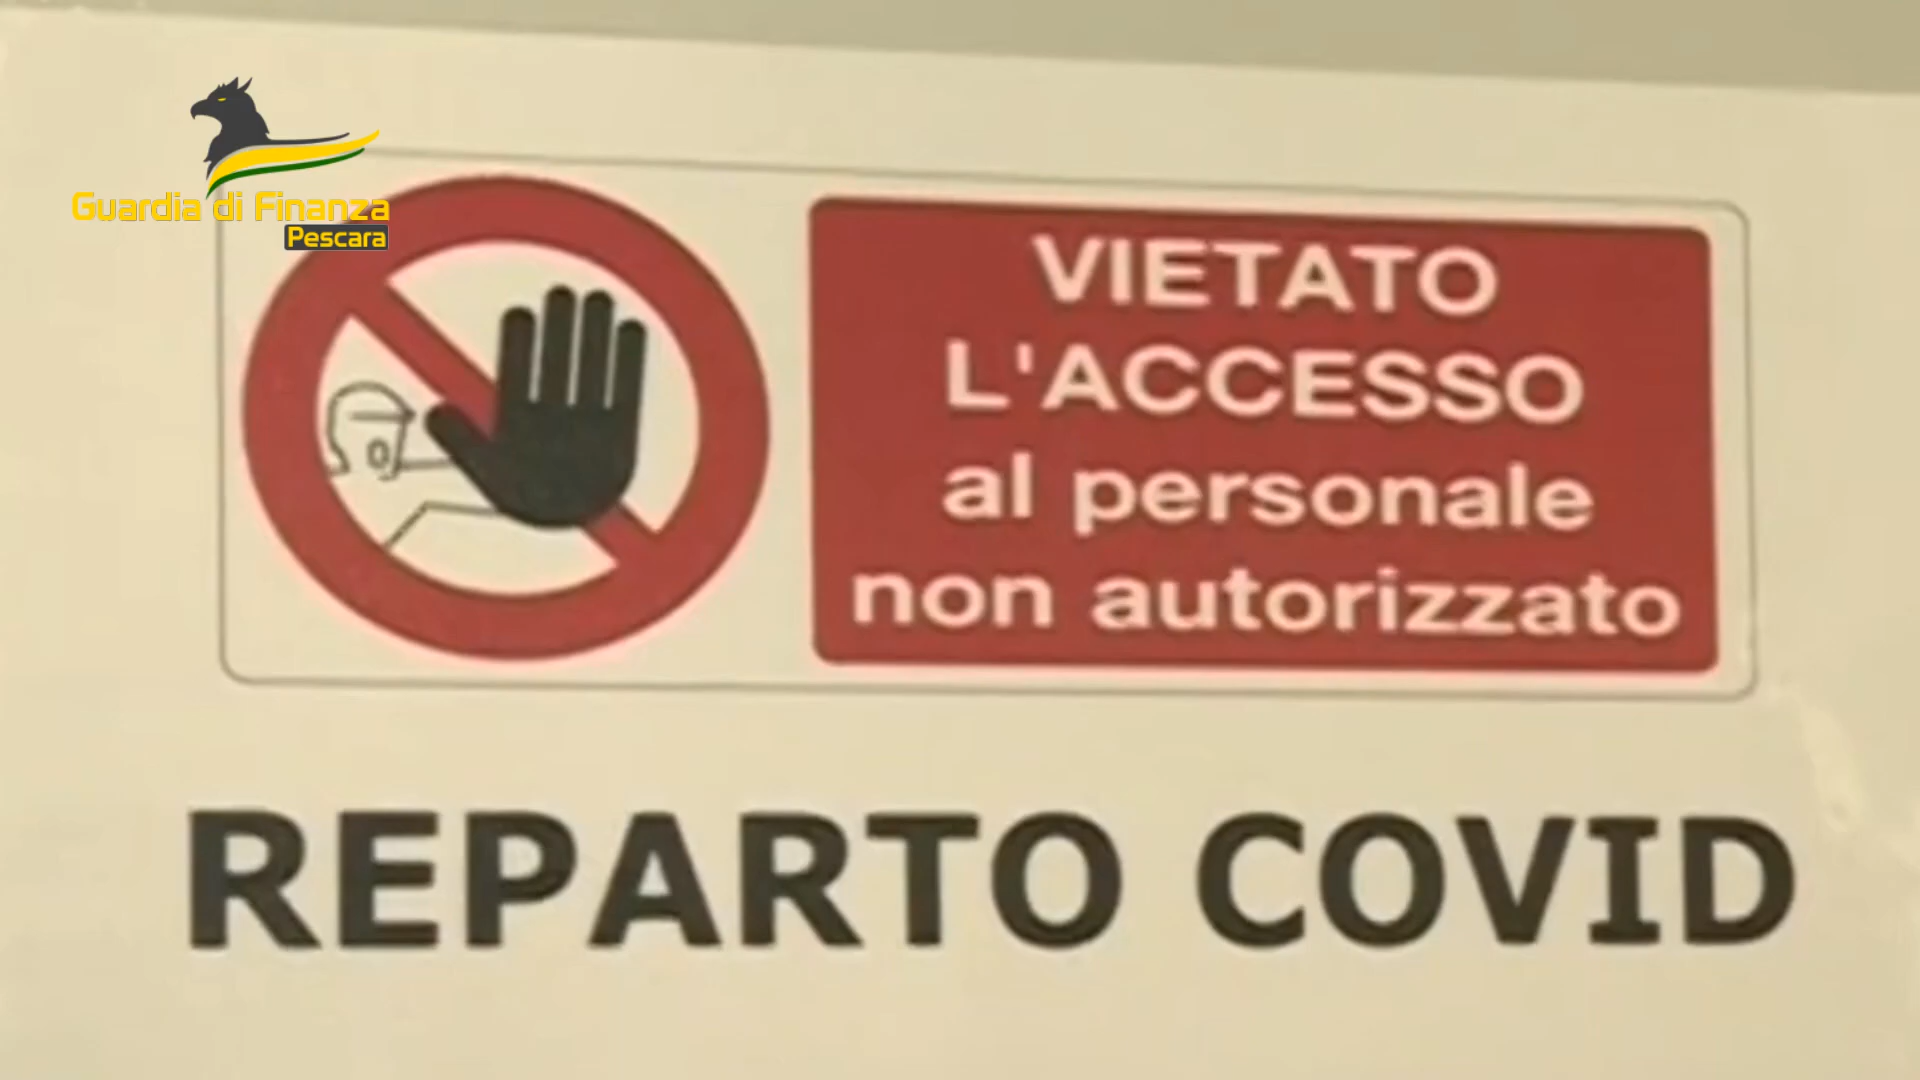 Guardia di Finanza
Pescara
VIETATO
L'ACCESSO
al personale
non autorizzato
REPARTO COVID